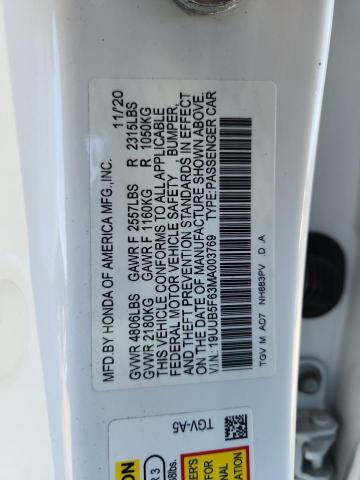 MFD.BY HONDA OF AMERICA MFG.,INC. 11/'20
GVWR 4806LBS GAWR F 2557LBS R 2315LBS
GVWR 2180KG GAWR F 1160KG R 1050KG
THIS VEHICLE CONFORMS TO ALL APPLICABLE
FEDERAL MOTOR VEHICLE SAFETY, BUMPER,
AND THEFT PREVENTION STANDARDS IN EFFECT
ON THE DATE OF MANUFACTURE SHOWN ABOVE.
V.I.N.: 19UUB5F63MA003769 TYPE:PASSENGER CAR
TGV M AD7 NH883PV .D .A
TGV-A5